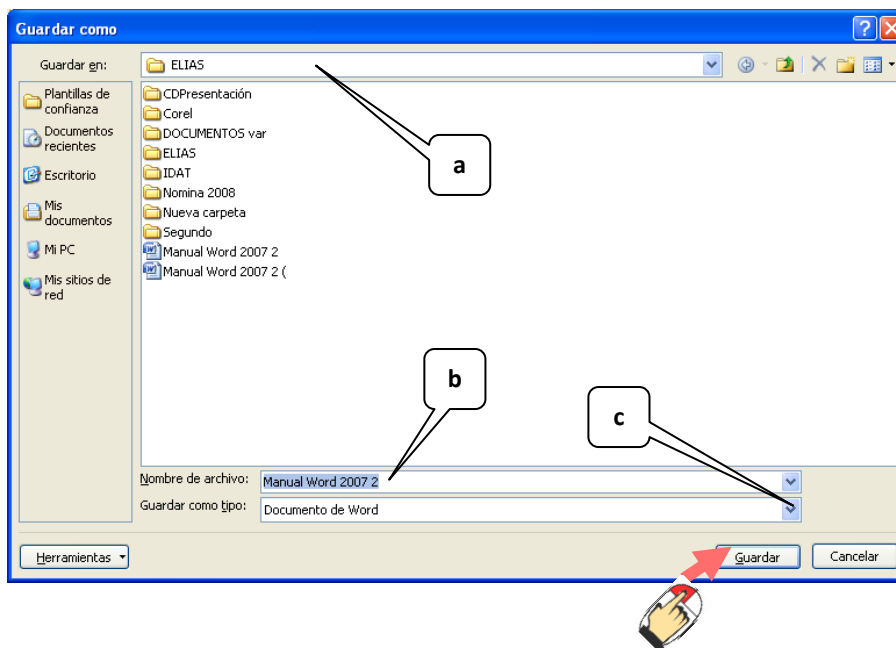 Guardar como
Guardar en:
ELIAS
Plantillas de
confianza
Documentos
recientes
Escritorio
Mis
documentos
Mi PC
Mis sitios de
red
CDPresentación
Corel
DOCUMENTOS var
ELIAS
IDAT
Nomina 2008
Nueva carpeta
Segundo
Manual Word 2007 2
Manual Word 2007 2 (
a
b
c
Nombre de archivo: Manual Word 2007 2
Guardar como tipo: Documento de Word
Herramientas
Guardar
Cancelar